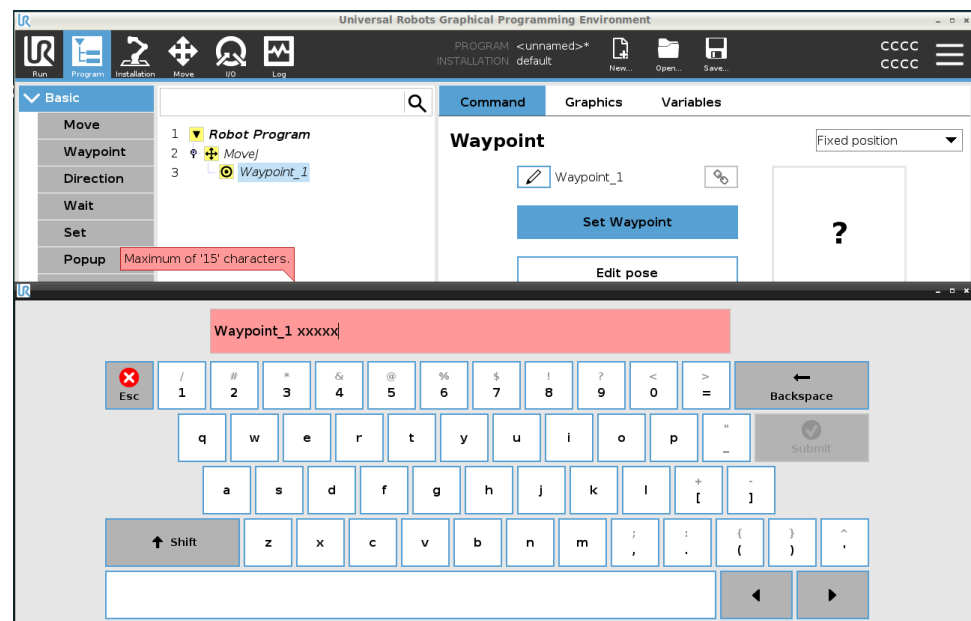 UR Universal Robots Graphical Programming Environment
UR Run Program Installation Move I/O Log
PROGRAM <unnamed>*
INSTALLATION default
New... Open... Save...
CCCC
CCCC
Basic
Move
Waypoint
Direction
Wait
Set
Popup
1 Robot Program
2 MoveJ
3 Waypoint_1
Maximum of '15' characters.
Command Graphics Variables
Waypoint
Fixed position
Waypoint_1
Set Waypoint
Edit pose
?
UR
Waypoint_1 xxxxx
Esc / 1 # 2 * 3 & 4 @ 5 % 6 $ 7 ! 8 ? 9 < 0 > = Backspace
q w e r t y u i o p " _ Submit
a s d f g h j k l + [ - ]
Shift z x c v b n m ; , : . { ( } ) ^ '